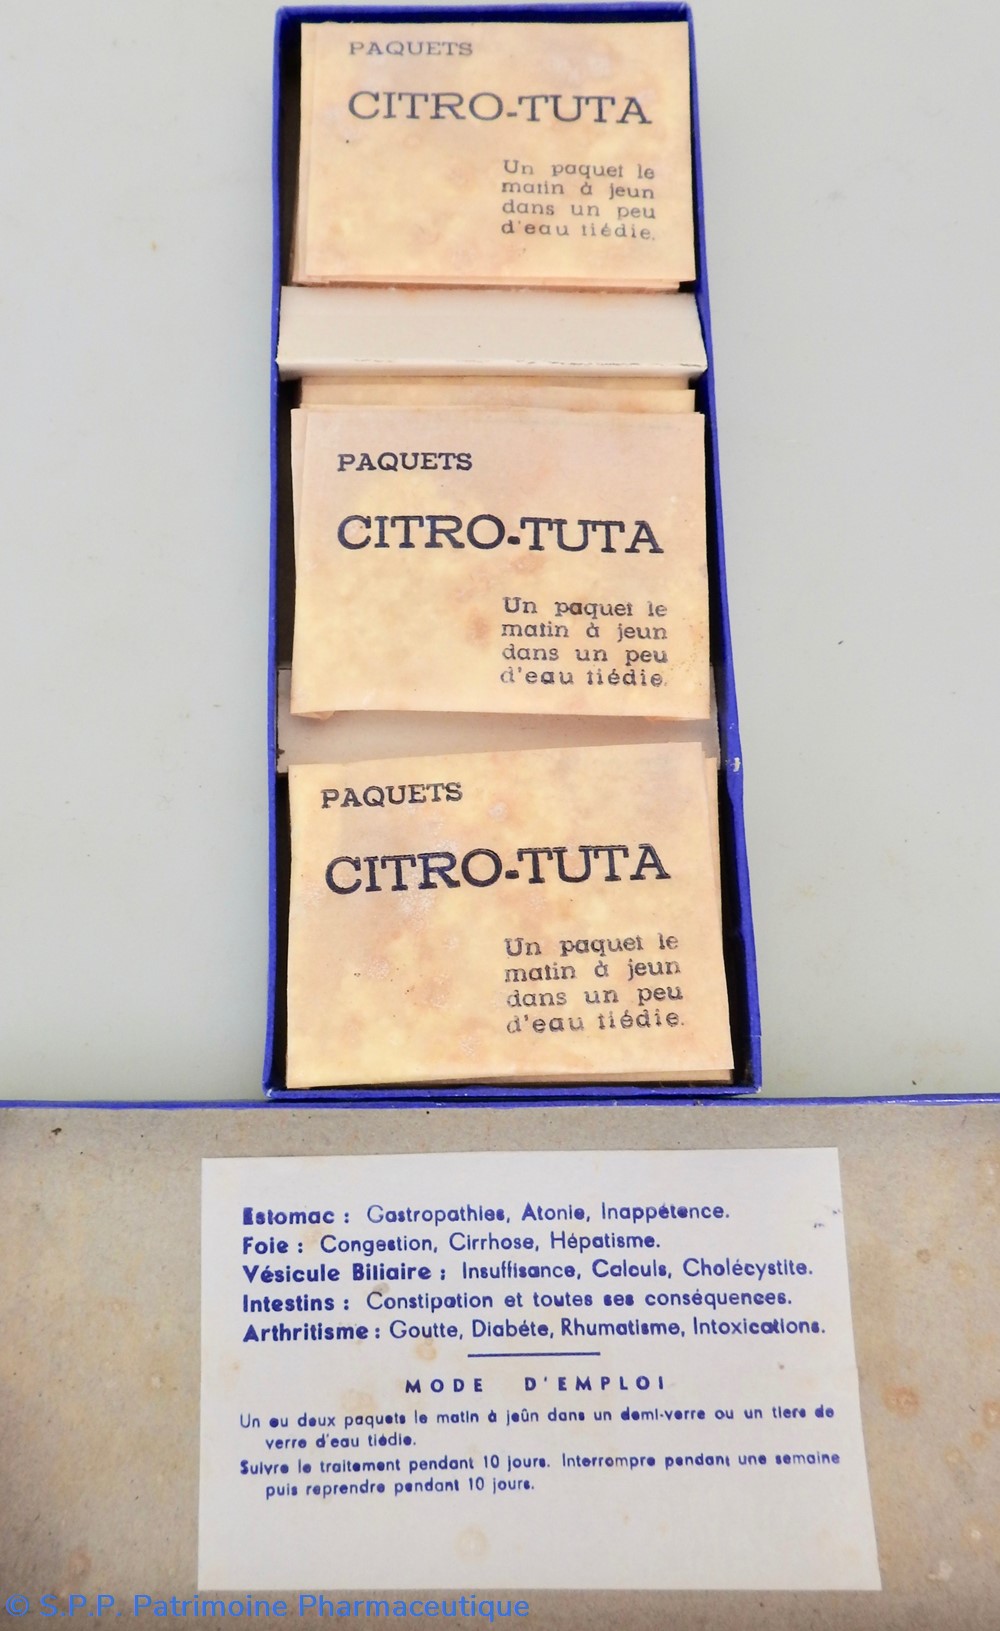 PAQUETS
CITRO-TUTA
Un paquet le
matin à jeun
dans un peu
d'eau tiédie.
PAQUETS
CITRO-TUTA
Un paquet le
matin à jeun
dans un peu
d'eau tiédie.
PAQUETS
CITRO-TUTA
Un paquet le
matin à jeun
dans un peu
d'eau tiédie.
Estomac : Gastropathies, Atonie, Inappétence.
Foie : Congestion, Cirrhose, Hépatisme.
Vésicule Biliaire : Insuffisance, Calculs, Cholécystite.
Intestins : Constipation et toutes ses conséquences.
Arthritisme : Goutte, Diabéte, Rhumatisme, Intoxications.
MODE D'EMPLOI
Un ou deux paquets le matin à jeûn dans un demi-verre ou un tiers de
verre d'eau tiédie.
Suivre le traitement pendant 10 jours. Interrompre pendant une semaine
puis reprendre pendant 10 jours.
© S.P.P. Patrimoine Pharmaceutique